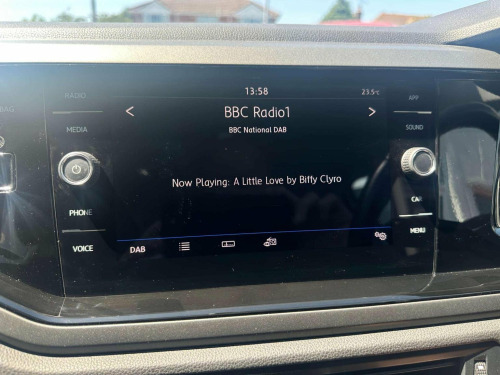 13:58
23.5°C
RADIO
APP
< BBC Radio1 >
BBC National DAB
MEDIA
SOUND
Now Playing: A Little Love by Biffy Clyro
PHONE
CAR
VOICE
MENU
DAB